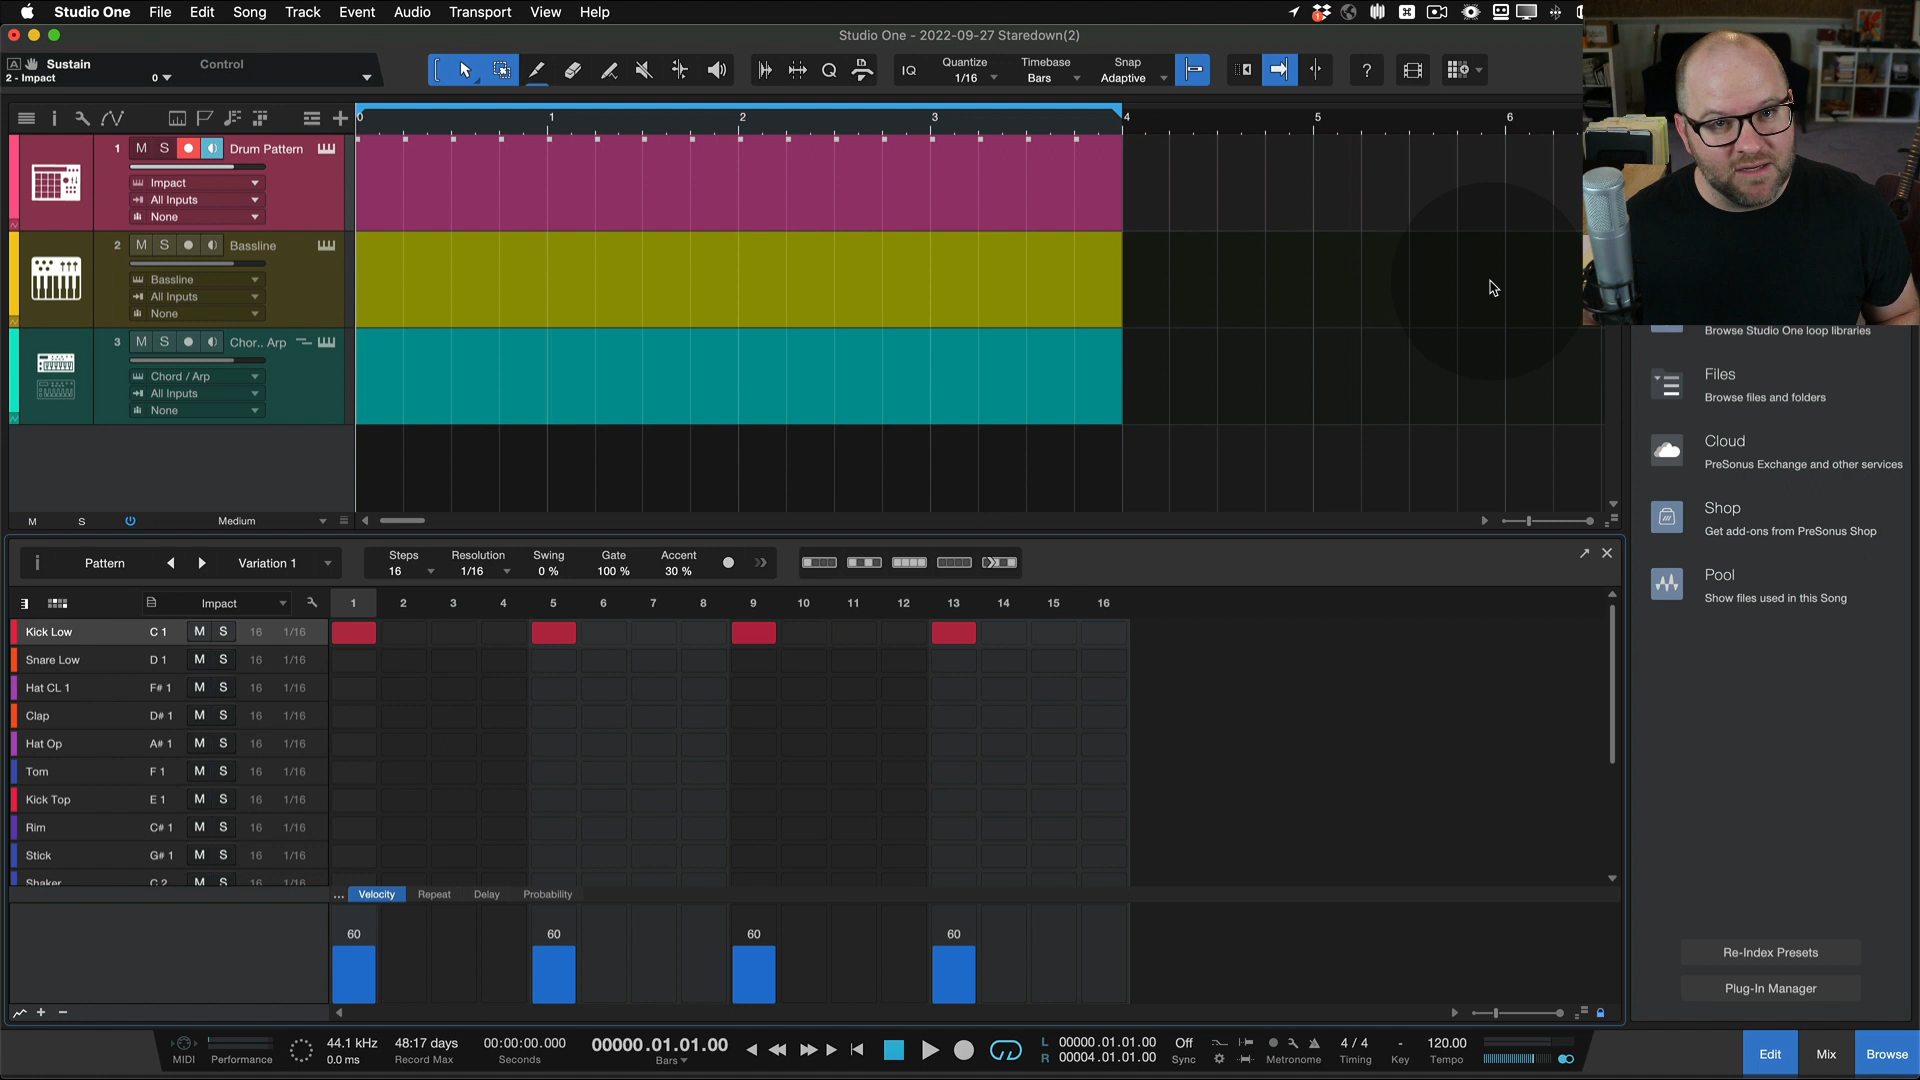 Studio One File Edit Song Track Event Audio Transport View Help
Studio One - 2022-09-27 Staredown(2)
Sustain
2 - Impact
0
Control
IQ
Quantize
1/16
Timebase
Bars
Snap
Adaptive
?
0 1 2 3 4 5 6
1 M S Drum Pattern
Impact
All Inputs
None
2 M S Bassline
Bassline
All Inputs
None
3 M S Chor.. Arp
Chord / Arp
All Inputs
None
M S Medium
Browse Studio One loop libraries
Files
Browse files and folders
Cloud
PreSonus Exchange and other services
Shop
Get add-ons from PreSonus Shop
Pool
Show files used in this Song
Re-Index Presets
Plug-In Manager
Pattern Variation 1
Steps
16
Resolution
1/16
Swing
0 %
Gate
100 %
Accent
30 %
Impact
1 2 3 4 5 6 7 8 9 10 11 12 13 14 15 16
Kick Low C 1 M S 16 1/16
Snare Low D 1 M S 16 1/16
Hat CL 1 F# 1 M S 16 1/16
Clap D# 1 M S 16 1/16
Hat Op A# 1 M S 16 1/16
Tom F 1 M S 16 1/16
Kick Top E 1 M S 16 1/16
Rim C# 1 M S 16 1/16
Stick G# 1 M S 16 1/16
Shaker C 2 M S 16 1/16
... Velocity Repeat Delay Probability
60 60 60 60
MIDI
Performance
44.1 kHz
0.0 ms
48:17 days
Record Max
00:00:00.000
Seconds
00000.01.01.00
Bars
L 00000.01.01.00
R 00004.01.01.00
Off
Sync
Metronome
4 / 4
Timing
-
Key
120.00
Tempo
Edit Mix Browse